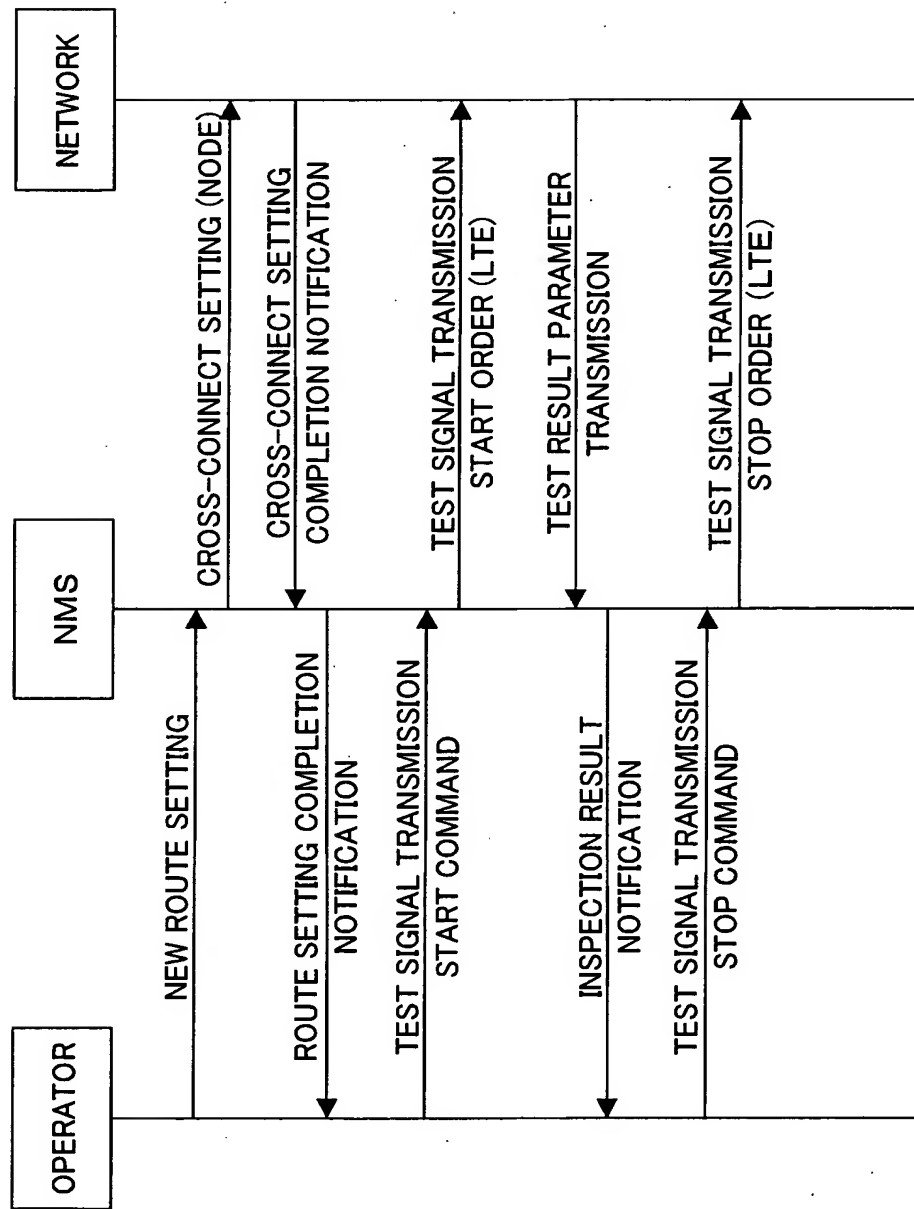 OPERATOR
NMS
NETWORK
NEW ROUTE SETTING
CROSS-CONNECT SETTING (NODE)
CROSS-CONNECT SETTING
COMPLETION NOTIFICATION
ROUTE SETTING COMPLETION
NOTIFICATION
TEST SIGNAL TRANSMISSION
START COMMAND
TEST SIGNAL TRANSMISSION
START ORDER (LTE)
TEST RESULT PARAMETER
TRANSMISSION
INSPECTION RESULT
NOTIFICATION
TEST SIGNAL TRANSMISSION
STOP COMMAND
TEST SIGNAL TRANSMISSION
STOP ORDER (LTE)